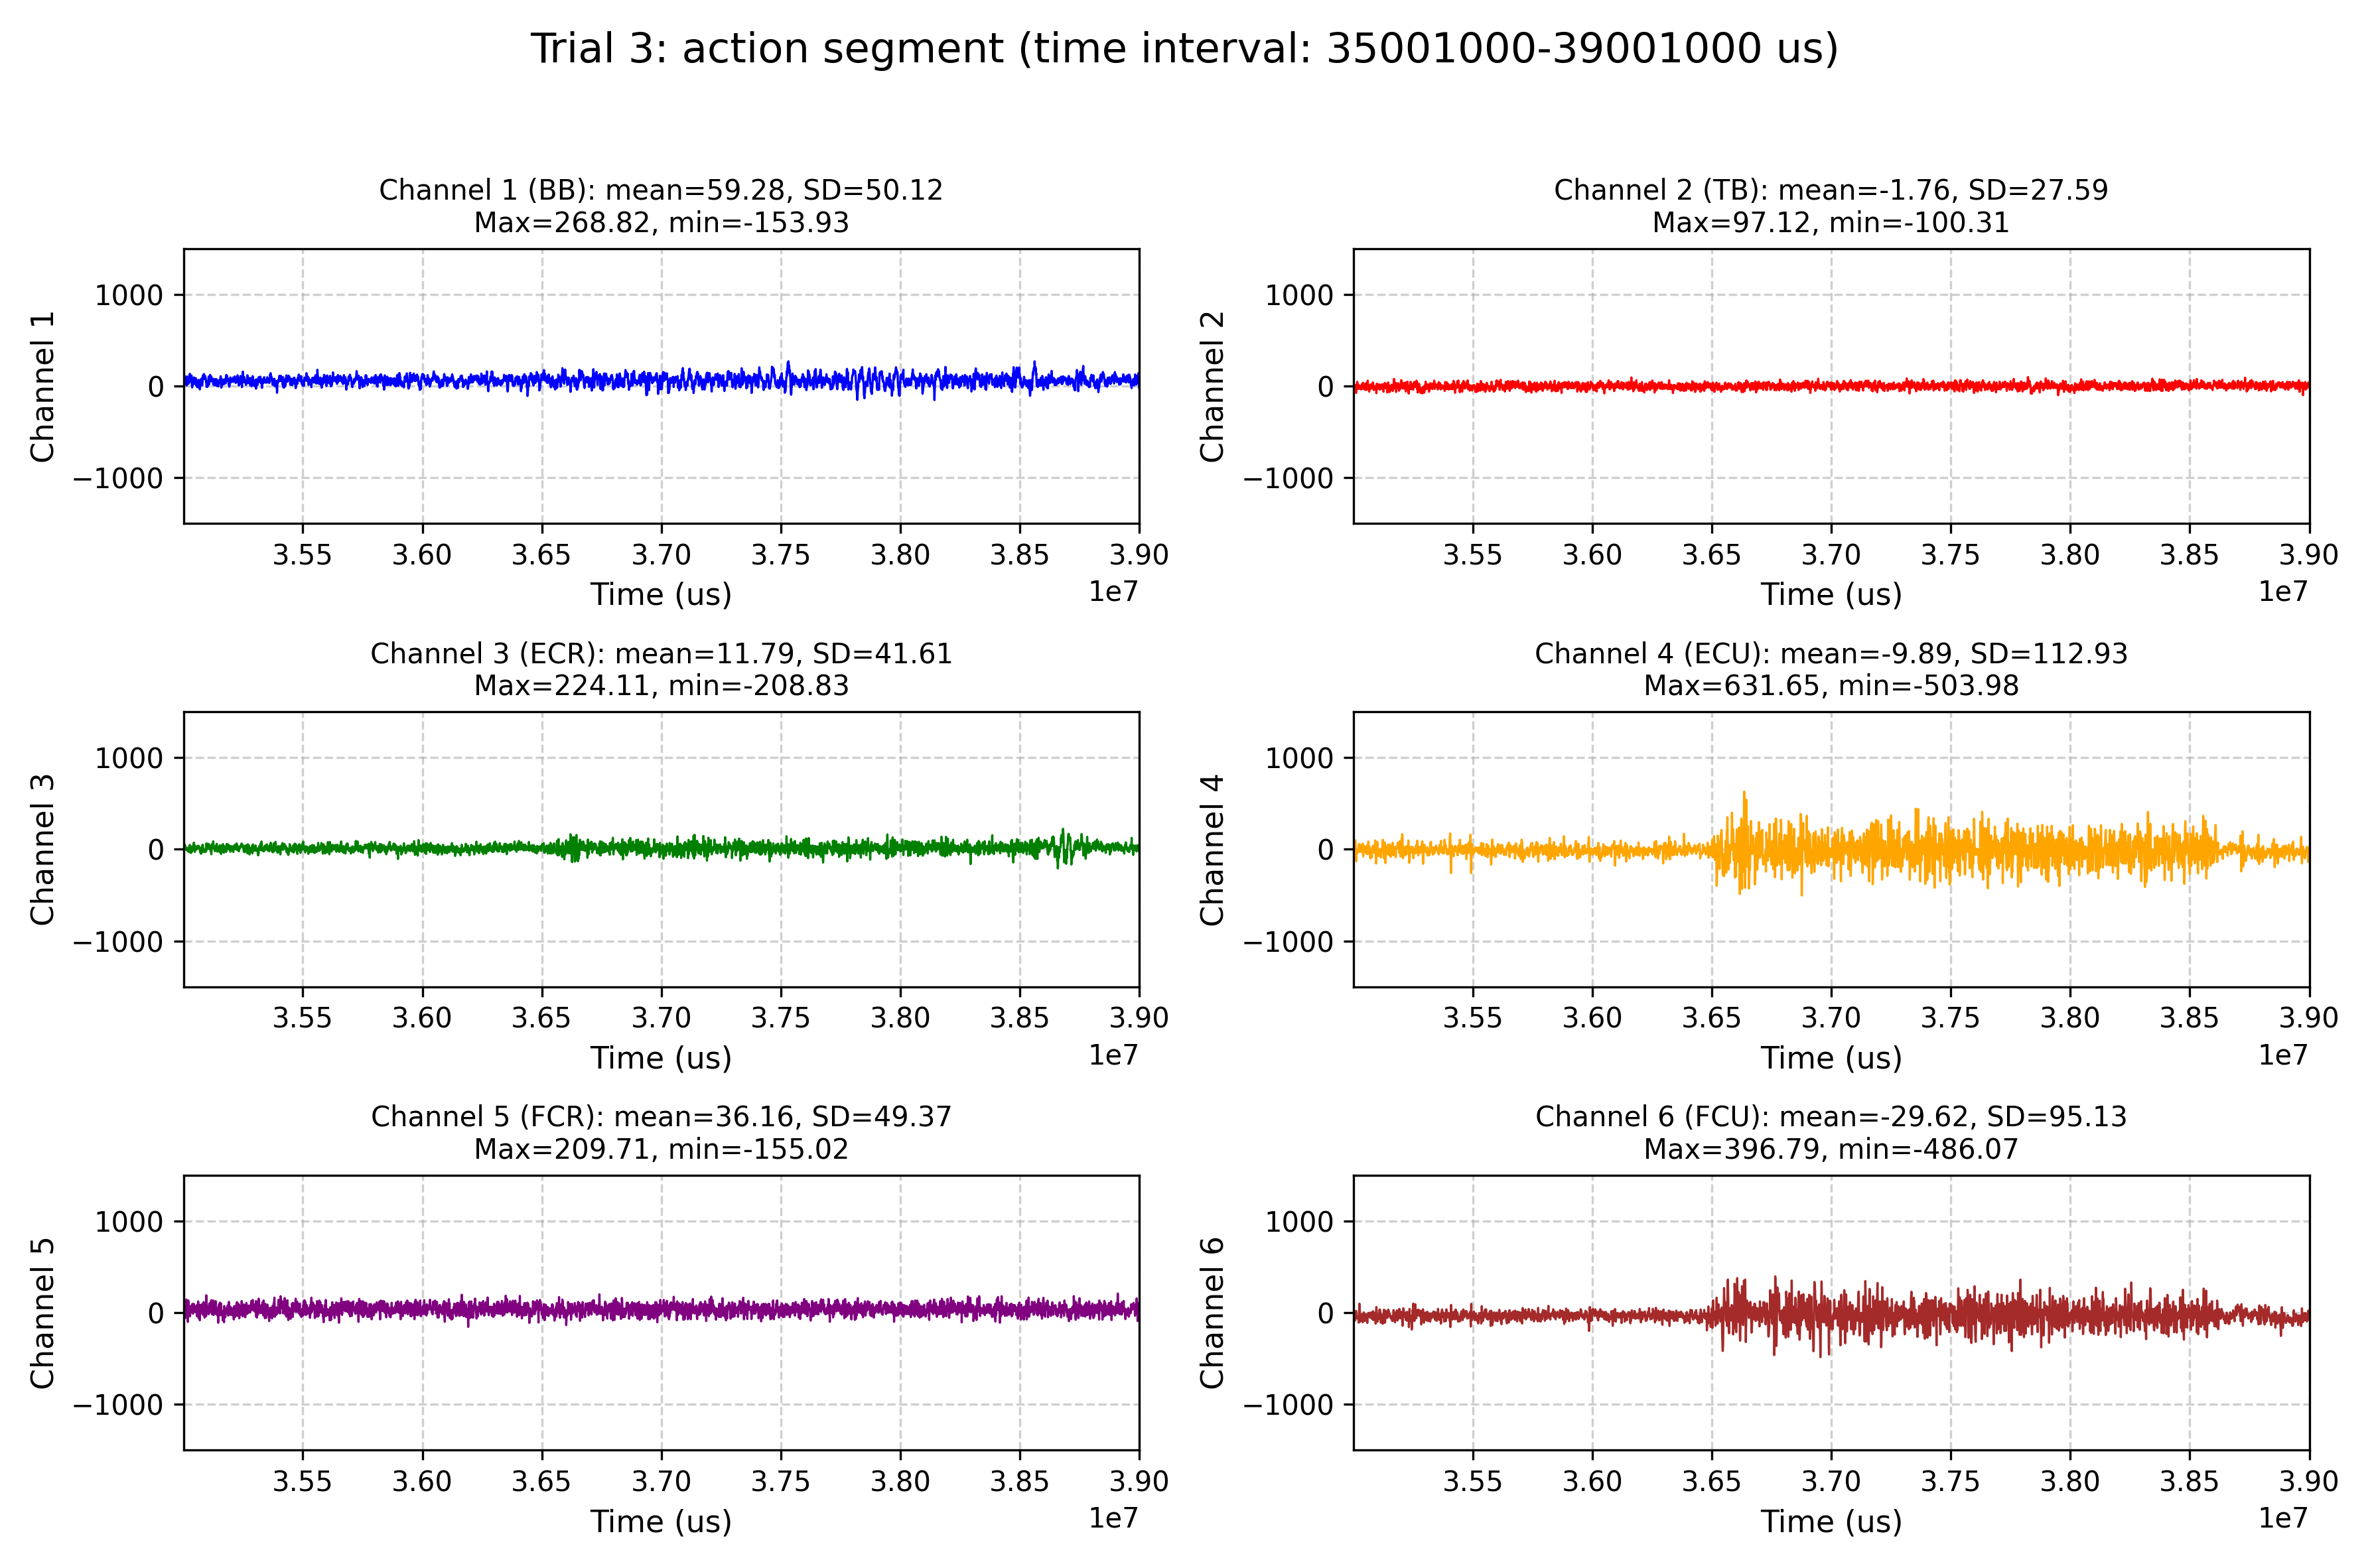 Trial 3: action segment (time interval: 35001000-39001000 us)
Channel 1 (BB): mean=59.28, SD=50.12
Max=268.82, min=-153.93
Channel 1
1000
0
−1000
3.55 3.60 3.65 3.70 3.75 3.80 3.85 3.90
Time (us)
1e7
Channel 2 (TB): mean=-1.76, SD=27.59
Max=97.12, min=-100.31
Channel 2
1000
0
−1000
3.55 3.60 3.65 3.70 3.75 3.80 3.85 3.90
Time (us)
1e7
Channel 3 (ECR): mean=11.79, SD=41.61
Max=224.11, min=-208.83
Channel 3
1000
0
−1000
3.55 3.60 3.65 3.70 3.75 3.80 3.85 3.90
Time (us)
1e7
Channel 4 (ECU): mean=-9.89, SD=112.93
Max=631.65, min=-503.98
Channel 4
1000
0
−1000
3.55 3.60 3.65 3.70 3.75 3.80 3.85 3.90
Time (us)
1e7
Channel 5 (FCR): mean=36.16, SD=49.37
Max=209.71, min=-155.02
Channel 5
1000
0
−1000
3.55 3.60 3.65 3.70 3.75 3.80 3.85 3.90
Time (us)
1e7
Channel 6 (FCU): mean=-29.62, SD=95.13
Max=396.79, min=-486.07
Channel 6
1000
0
−1000
3.55 3.60 3.65 3.70 3.75 3.80 3.85 3.90
Time (us)
1e7